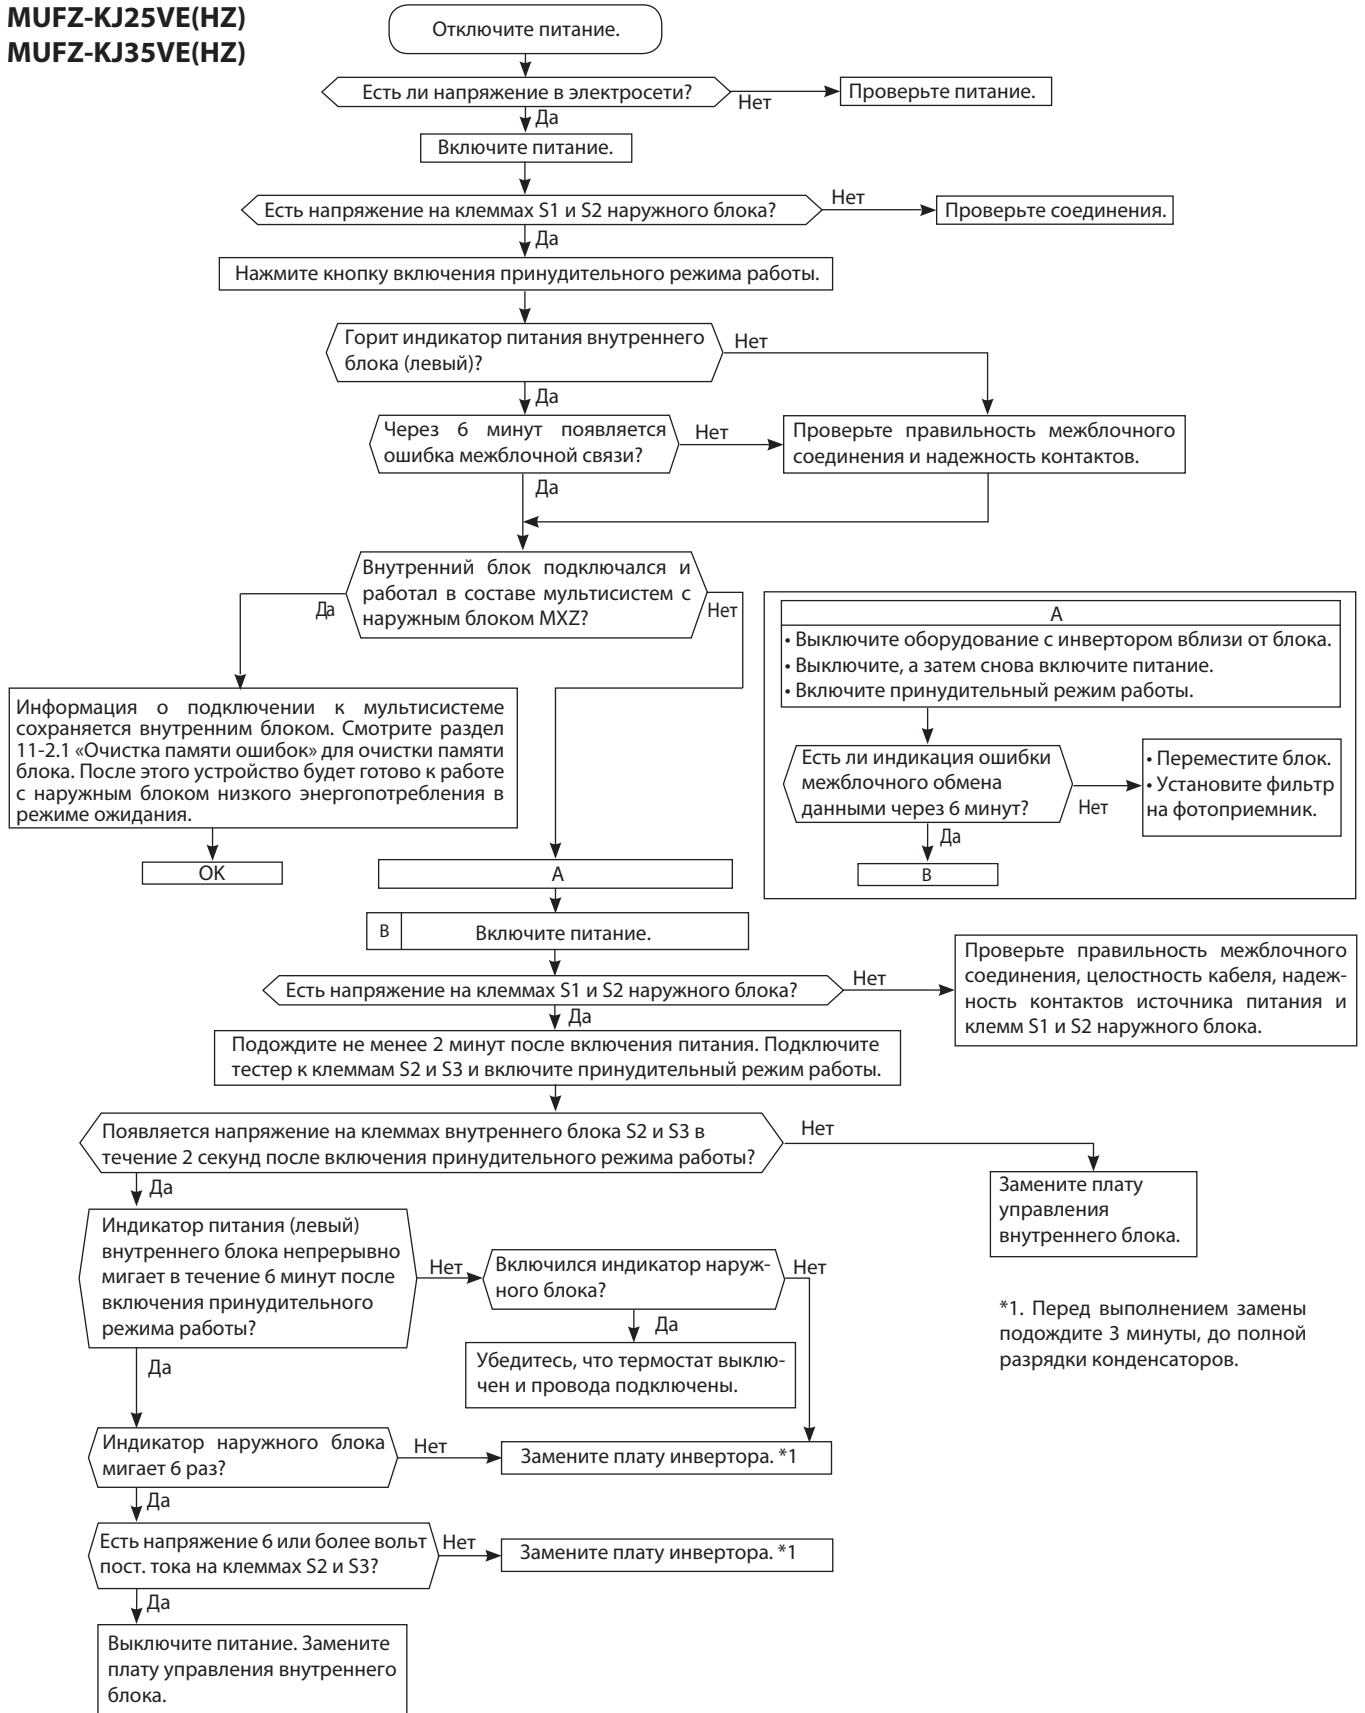 MUFZ-KJ25VE(HZ)
MUFZ-KJ35VE(HZ)
Отключите питание.
Есть ли напряжение в электросети?
Нет
Проверьте питание.
Да
Включите питание.
Есть напряжение на клеммах S1 и S2 наружного блока?
Нет
Проверьте соединения.
Да
Нажмите кнопку включения принудительного режима работы.
Горит индикатор питания внутреннего
блока (левый)?
Нет
Да
Через 6 минут появляется
ошибка межблочной связи?
Нет
Проверьте правильность межблочного
соединения и надежность контактов.
Да
Внутренний блок подключался и
работал в составе мультисистем с
наружным блоком MXZ?
Да
Нет
Информация о подключении к мультисистеме
сохраняется внутренним блоком. Смотрите раздел
11-2.1 «Очистка памяти ошибок» для очистки памяти
блока. После этого устройство будет готово к работе
с наружным блоком низкого энергопотребления в
режиме ожидания.
OK
A
• Выключите оборудование с инвертором вблизи от блока.
• Выключите, а затем снова включите питание.
• Включите принудительный режим работы.
Есть ли индикация ошибки
межблочного обмена
данными через 6 минут?
Нет
• Переместите блок.
• Установите фильтр
на фотоприемник.
Да
B
A
B
Включите питание.
Есть напряжение на клеммах S1 и S2 наружного блока?
Нет
Проверьте правильность межблочного
соединения, целостность кабеля, надеж-
ность контактов источника питания и
клемм S1 и S2 наружного блока.
Да
Подождите не менее 2 минут после включения питания. Подключите
тестер к клеммам S2 и S3 и включите принудительный режим работы.
Появляется напряжение на клеммах внутреннего блока S2 и S3 в
течение 2 секунд после включения принудительного режима работы?
Нет
Замените плату
управления
внутреннего блока.
Да
Индикатор питания (левый)
внутреннего блока непрерывно
мигает в течение 6 минут после
включения принудительного
режима работы?
Нет
Включился индикатор наруж-
ного блока?
Нет
Да
Убедитесь, что термостат выклю-
чен и провода подключены.
*1. Перед выполнением замены
подождите 3 минуты, до полной
разрядки конденсаторов.
Да
Индикатор наружного блока
мигает 6 раз?
Нет
Замените плату инвертора. *1
Да
Есть напряжение 6 или более вольт
пост. тока на клеммах S2 и S3?
Нет
Замените плату инвертора. *1
Да
Выключите питание. Замените
плату управления внутреннего
блока.